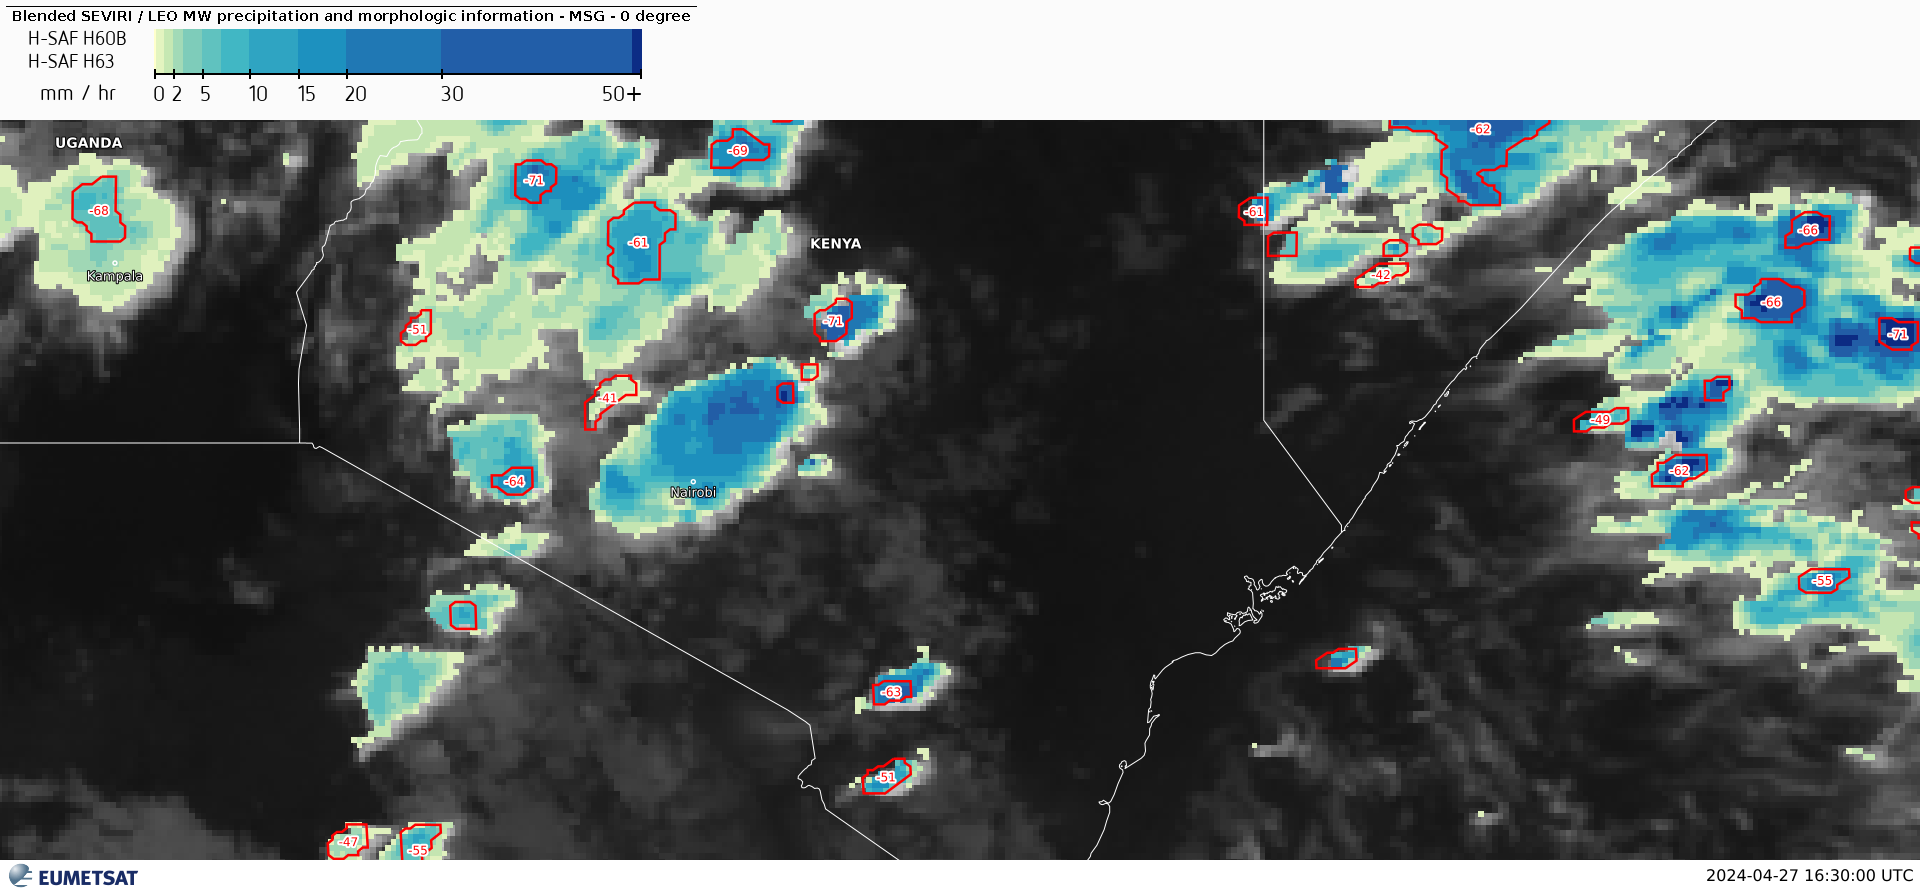 Blended SEVIRI / LEO MW precipitation and morphologic information - MSG - 0 degree
H-SAF H60B
H-SAF H63
mm / hr 0 2 5 10 15 20 30 50+
UGANDA
-62
-69
-71
-68
-61
-66
-61
KENYA
Kampala
-42
-66
-71
-51
-71
-41
-49
-62
-64
Nairobi
-55
-63
-51
-47
-55
EUMETSAT
2024-04-27 16:30:00 UTC